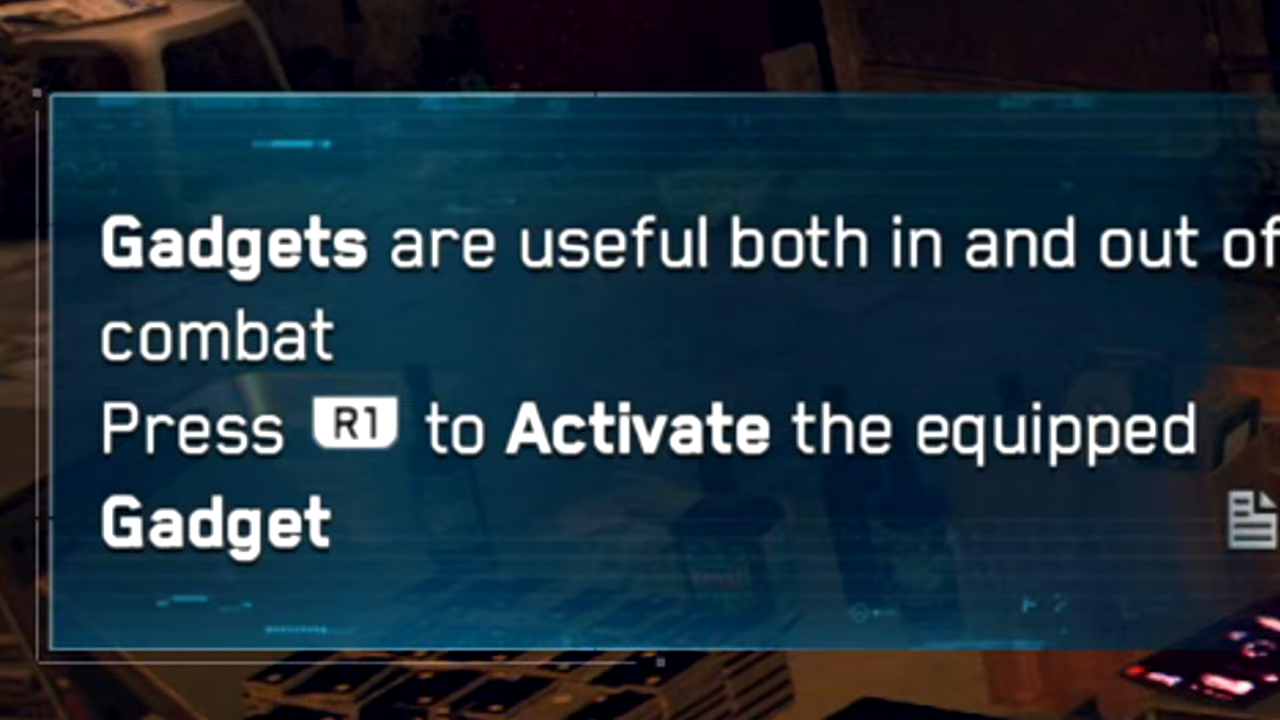 Gadgets are useful both in and out of
combat
Press R1 to Activate the equipped
Gadget